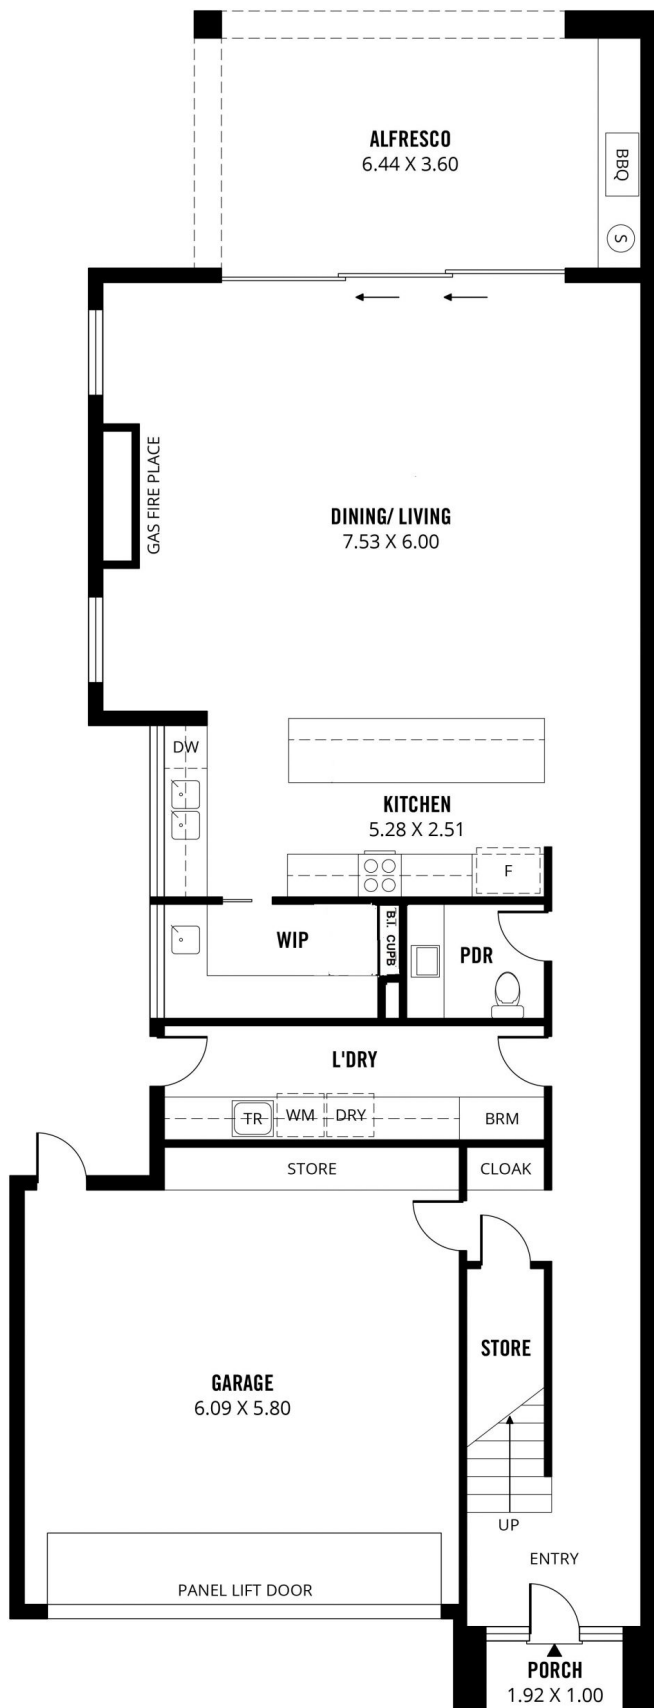 ALFRESCO
6.44 X 3.60
BBQ
S
GAS FIRE PLACE
DINING/ LIVING
7.53 X 6.00
DW
KITCHEN
5.28 X 2.51
F
WIP
B.T. CUPB
PDR
L'DRY
TR
WM
DRY
BRM
STORE
CLOAK
STORE
GARAGE
6.09 X 5.80
UP
ENTRY
PANEL LIFT DOOR
PORCH
1.92 X 1.00